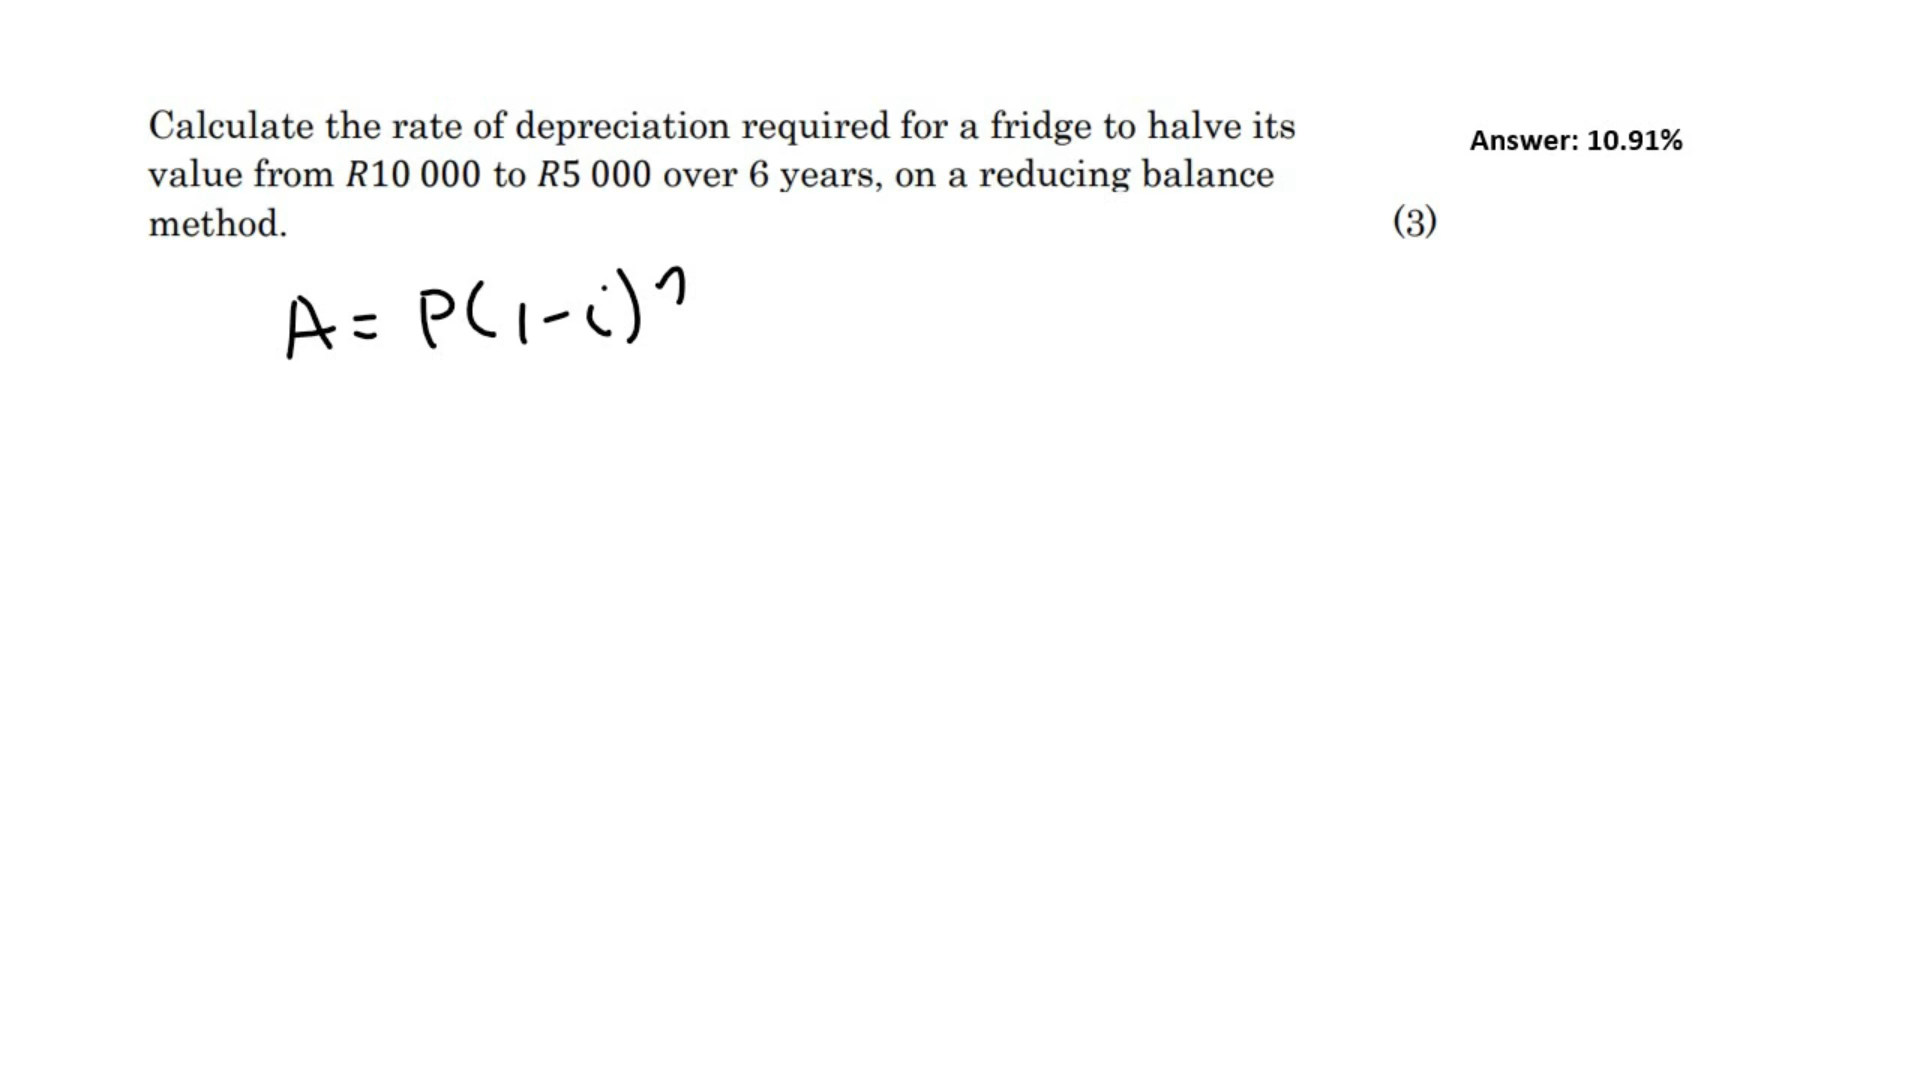 Calculate the rate of depreciation required for a fridge to halve its
value from R10 000 to R5 000 over 6 years, on a reducing balance
method.
(3)
Answer: 10.91%
A = P(1-i)ⁿ